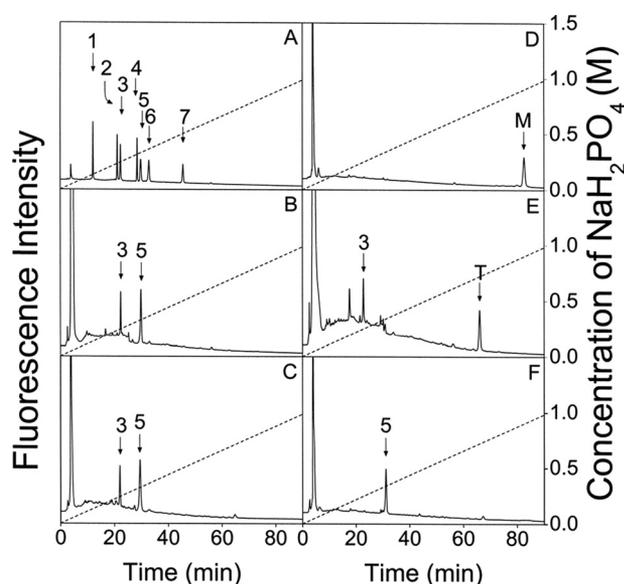 A
1
2
3
4
5
6
7
D
M
1.5
1.0
0.5
0.0
B
3
5
E
3
T
1.0
0.5
0.0
C
3
5
F
5
1.0
0.5
0.0
0 20 40 60 80
0 20 40 60 80
Time (min)
Time (min)
Fluorescence Intensity
Concentration of NaH2PO4 (M)